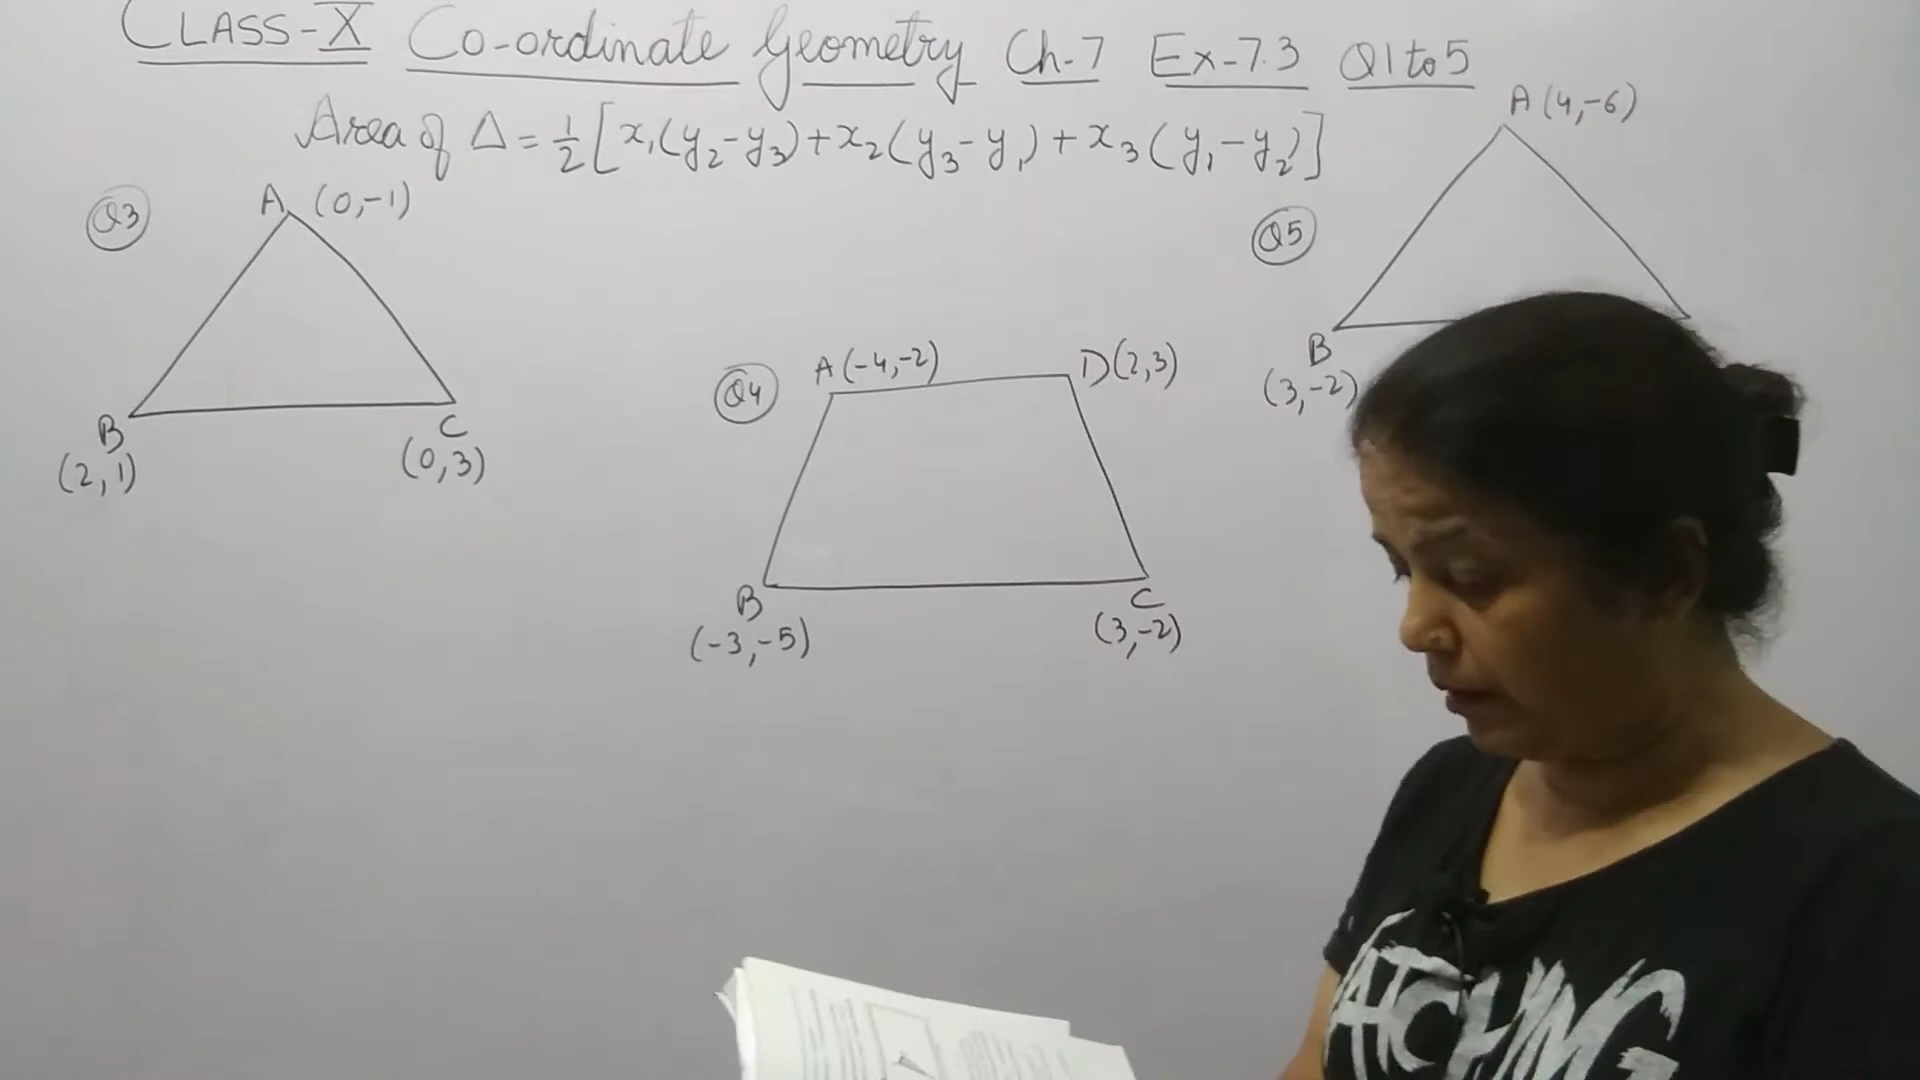 CLASS-X Co-ordinate Geometry Ch-7 Ex-7.3 Q1 to 5
Area of Δ = 1/2 [x₁(y₂-y₃)+x₂(y₃-y₁)+x₃(y₁-y₂)]
Q3
A (0,-1)
B
(2,1)
C
(0,3)
Q4
A(-4,-2)
D(2,3)
B
(-3,-5)
C
(3,-2)
Q5
A(4,-6)
B
(3,-2)